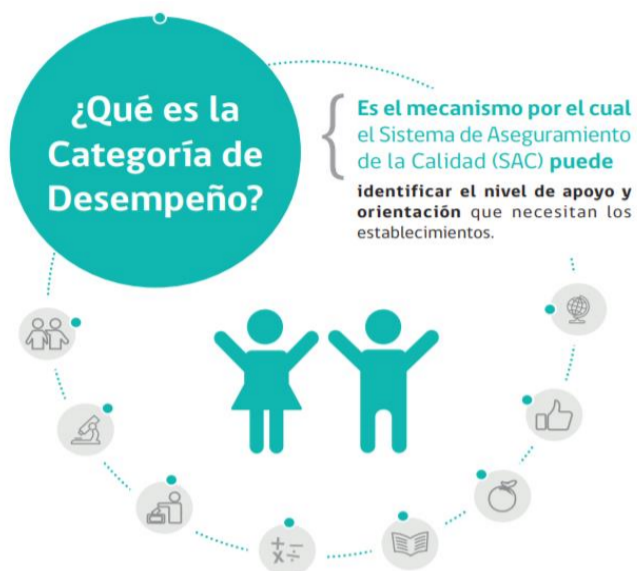 ¿Qué es la
Categoría de
Desempeño?
Es el mecanismo por el cual
el Sistema de Aseguramiento
de la Calidad (SAC) puede
identificar el nivel de apoyo y
orientación que necesitan los
establecimientos.
+ −
x ÷